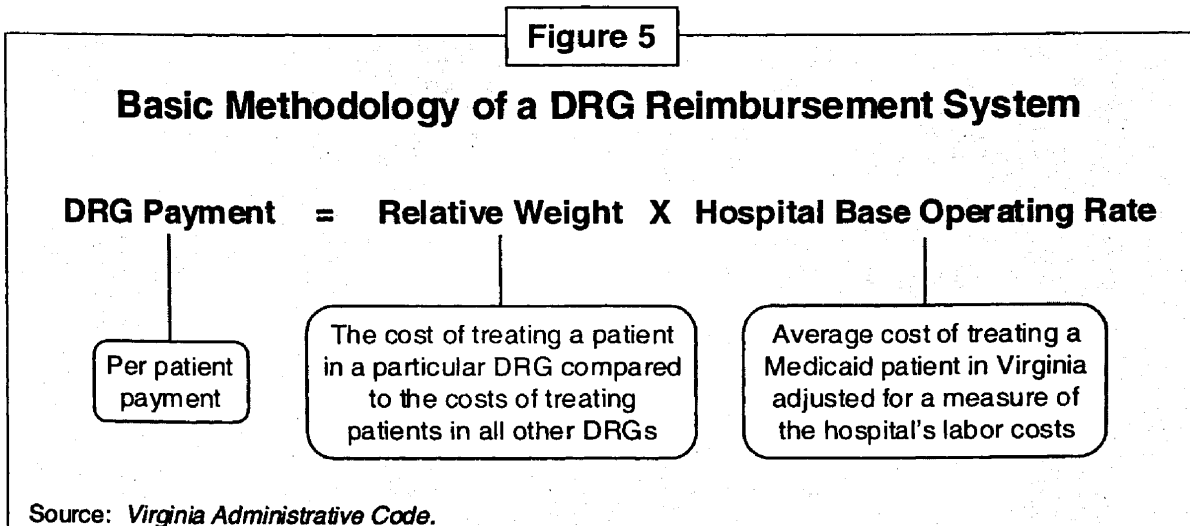 Figure 5
Basic Methodology of a DRG Reimbursement System
DRG Payment = Relative Weight X Hospital Base Operating Rate
Per patient
payment
The cost of treating a patient
in a particular DRG compared
to the costs of treating
patients in all other DRGs
Average cost of treating a
Medicaid patient in Virginia
adjusted for a measure of
the hospital's labor costs
Source: Virginia Administrative Code.